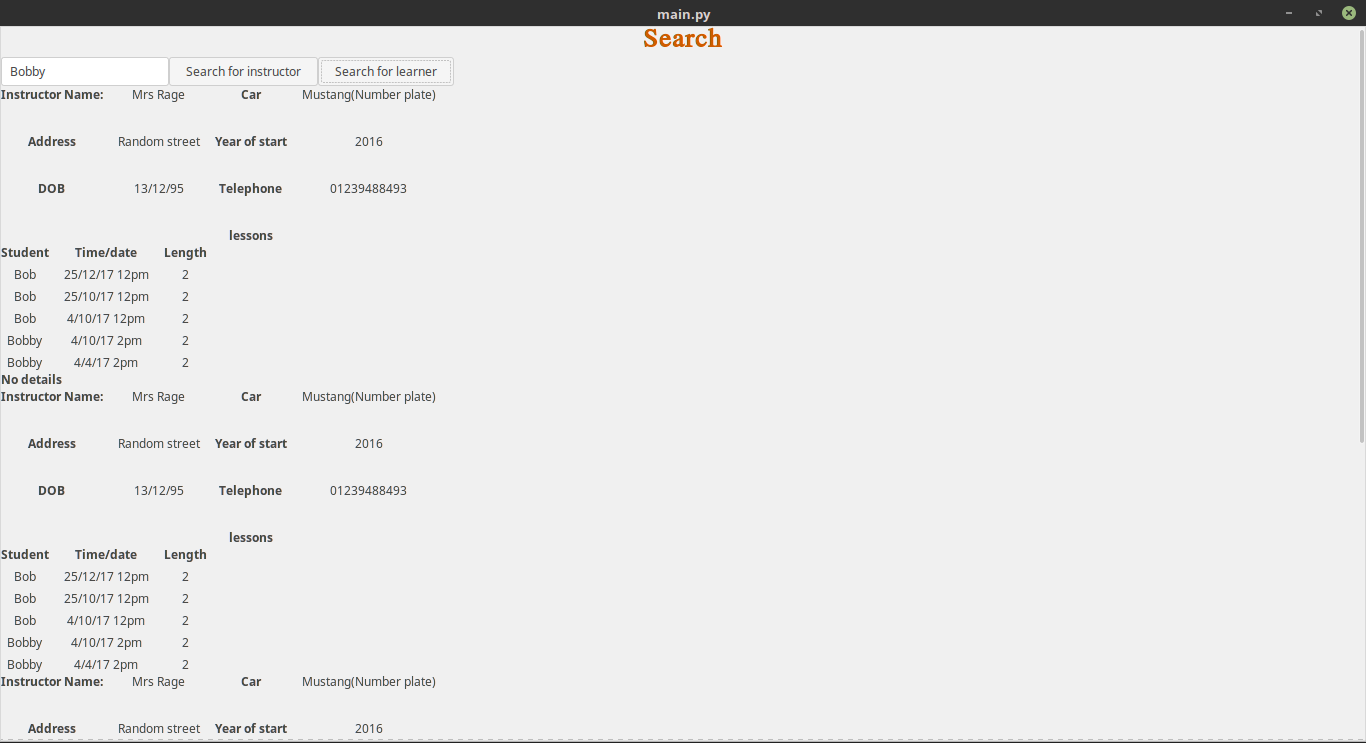 main.py
Search
Bobby Search for instructor Search for learner
Instructor Name: Mrs Rage Car Mustang(Number plate)
Address Random street Year of start 2016
DOB 13/12/95 Telephone 01239488493
lessons
Student Time/date Length
Bob 25/12/17 12pm 2
Bob 25/10/17 12pm 2
Bob 4/10/17 12pm 2
Bobby 4/10/17 2pm 2
Bobby 4/4/17 2pm 2
No details
Instructor Name: Mrs Rage Car Mustang(Number plate)
Address Random street Year of start 2016
DOB 13/12/95 Telephone 01239488493
lessons
Student Time/date Length
Bob 25/12/17 12pm 2
Bob 25/10/17 12pm 2
Bob 4/10/17 12pm 2
Bobby 4/10/17 2pm 2
Bobby 4/4/17 2pm 2
Instructor Name: Mrs Rage Car Mustang(Number plate)
Address Random street Year of start 2016